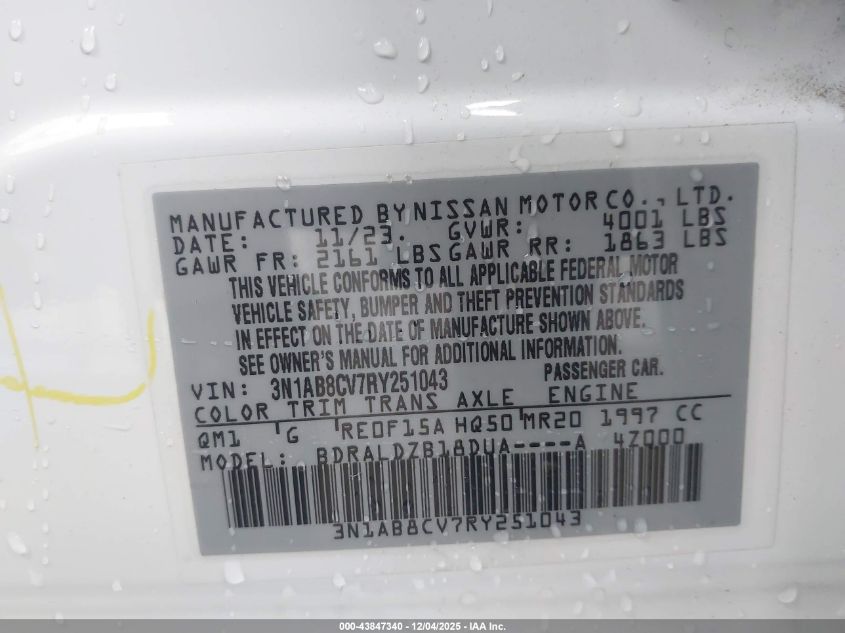 MANUFACTURED BY NISSAN MOTOR CO., LTD.
DATE: 11/23. GVWR: 4001 LBS
GAWR FR: 2161 LBS GAWR RR: 1863 LBS
THIS VEHICLE CONFORMS TO ALL APPLICABLE FEDERAL MOTOR
VEHICLE SAFETY, BUMPER AND THEFT PREVENTION STANDARDS
IN EFFECT ON THE DATE OF MANUFACTURE SHOWN ABOVE.
SEE OWNER'S MANUAL FOR ADDITIONAL INFORMATION.
VIN: 3N1AB8CV7RY251043 PASSENGER CAR.
COLOR TRIM TRANS AXLE ENGINE
QM1 G RE0F15A HQ50 MR20 1997 CC
MODEL: BDRALDZB18DUA----A 4Z000
3N1AB8CV7RY251043
000-43847340 - 12/04/2025 - IAA Inc.